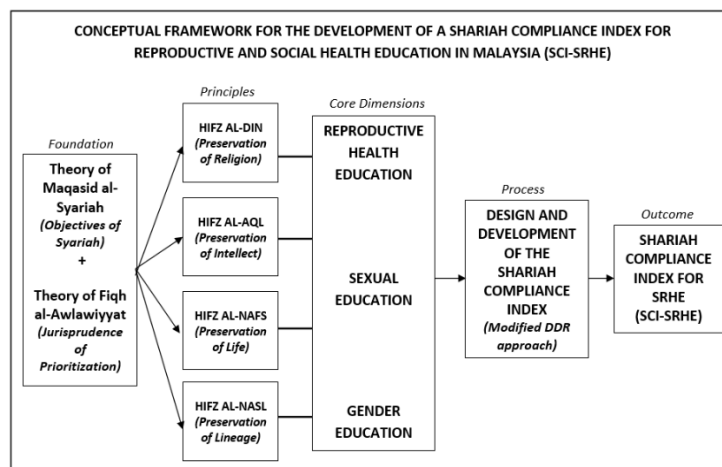 CONCEPTUAL FRAMEWORK FOR THE DEVELOPMENT OF A SHARIAH COMPLIANCE INDEX FOR
REPRODUCTIVE AND SOCIAL HEALTH EDUCATION IN MALAYSIA (SCI-SRHE)
Foundation
Theory of
Maqasid al-
Syariah
(Objectives of
Syariah)
+
Theory of Fiqh
al-Awlawiyyat
(Jurisprudence of
Prioritization)
Principles
HIFZ AL-DIN
(Preservation
of Religion)
HIFZ AL-AQL
(Preservation
of Intellect)
HIFZ AL-NAFS
(Preservation
of Life)
HIFZ AL-NASL
(Preservation
of Lineage)
Core Dimensions
REPRODUCTIVE
HEALTH
EDUCATION
SEXUAL
EDUCATION
GENDER
EDUCATION
Process
DESIGN AND
DEVELOPMENT
OF THE
SHARIAH
COMPLIANCE
INDEX
(Modified DDR
approach)
Outcome
SHARIAH
COMPLIANCE
INDEX FOR
SRHE
(SCI-SRHE)